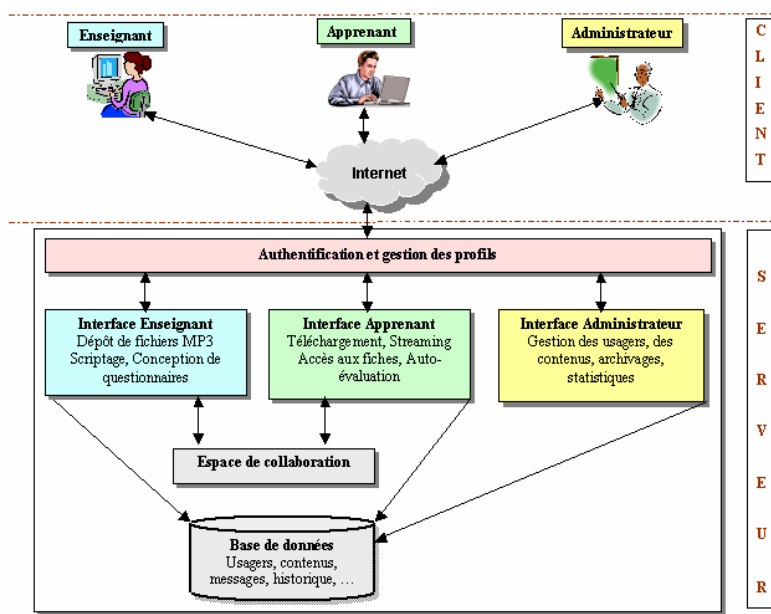 Enseignant
Apprenant
Administrateur
C
L
I
E
N
T
Internet
Authentification et gestion des profils
Interface Enseignant
Dépôt de fichiers MP3
Scriptage, Conception de
questionnaires
Interface Apprenant
Téléchargement, Streaming
Accès aux fiches, Auto-
évaluation
Interface Administrateur
Gestion des usagers, des
contenus, archivages,
statistiques
Espace de collaboration
Base de données
Usagers, contenus,
messages, historique, ...
S
E
R
V
E
U
R